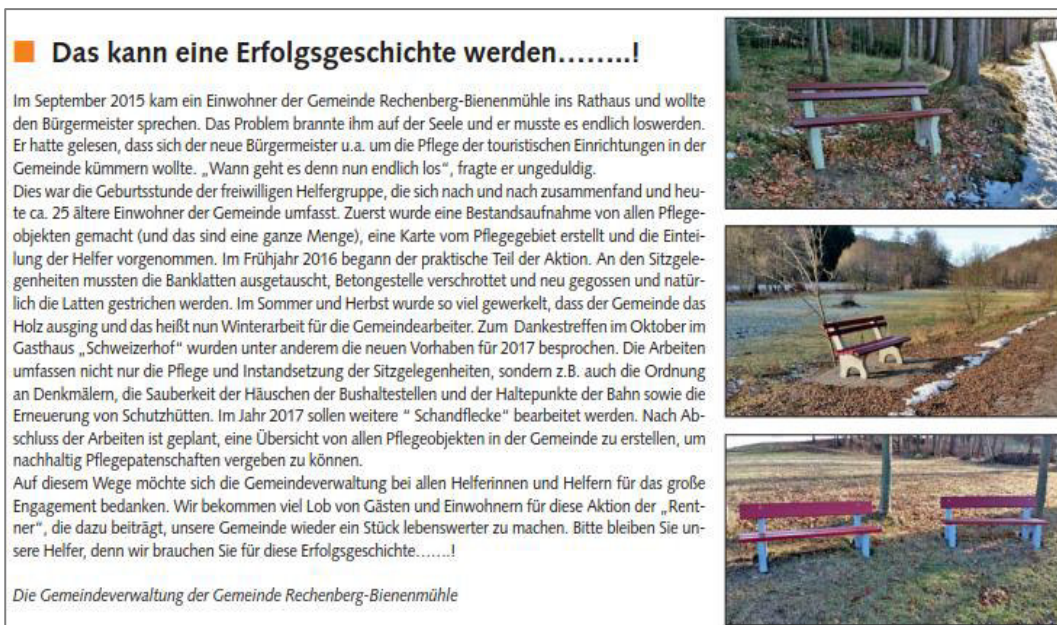 Das kann eine Erfolgsgeschichte werden……..!
Im September 2015 kam ein Einwohner der Gemeinde Rechenberg-Bienenmühle ins Rathaus und wollte
den Bürgermeister sprechen. Das Problem brannte ihm auf der Seele und er musste es endlich loswerden.
Er hatte gelesen, dass sich der neue Bürgermeister u.a. um die Pflege der touristischen Einrichtungen in der
Gemeinde kümmern wollte. „Wann geht es denn nun endlich los“, fragte er ungeduldig.
Dies war die Geburtsstunde der freiwilligen Helfergruppe, die sich nach und nach zusammenfand und heu-
te ca. 25 ältere Einwohner der Gemeinde umfasst. Zuerst wurde eine Bestandsaufnahme von allen Pflege-
objekten gemacht (und das sind eine ganze Menge), eine Karte vom Pflegegebiet erstellt und die Eintei-
lung der Helfer vorgenommen. Im Frühjahr 2016 begann der praktische Teil der Aktion. An den Sitzgele-
genheiten mussten die Banklatten ausgetauscht, Betongestelle verschrottet und neu gegossen und natür-
lich die Latten gestrichen werden. Im Sommer und Herbst wurde so viel gewerkelt, dass der Gemeinde das
Holz ausging und das heißt nun Winterarbeit für die Gemeindearbeiter. Zum Dankestreffen im Oktober im
Gasthaus „Schweizerhof“ wurden unter anderem die neuen Vorhaben für 2017 besprochen. Die Arbeiten
umfassen nicht nur die Pflege und Instandsetzung der Sitzgelegenheiten, sondern z.B. auch die Ordnung
an Denkmälern, die Sauberkeit der Häuschen der Bushaltestellen und der Haltepunkte der Bahn sowie die
Erneuerung von Schutzhütten. Im Jahr 2017 sollen weitere “ Schandflecke“ bearbeitet werden. Nach Ab-
schluss der Arbeiten ist geplant, eine Übersicht von allen Pflegeobjekten in der Gemeinde zu erstellen, um
nachhaltig Pflegepatenschaften vergeben zu können.
Auf diesem Wege möchte sich die Gemeindeverwaltung bei allen Helferinnen und Helfern für das große
Engagement bedanken. Wir bekommen viel Lob von Gästen und Einwohnern für diese Aktion der „Rent-
ner“, die dazu beiträgt, unsere Gemeinde wieder ein Stück lebenswerter zu machen. Bitte bleiben Sie un-
sere Helfer, denn wir brauchen Sie für diese Erfolgsgeschichte…….!
Die Gemeindeverwaltung der Gemeinde Rechenberg-Bienenmühle